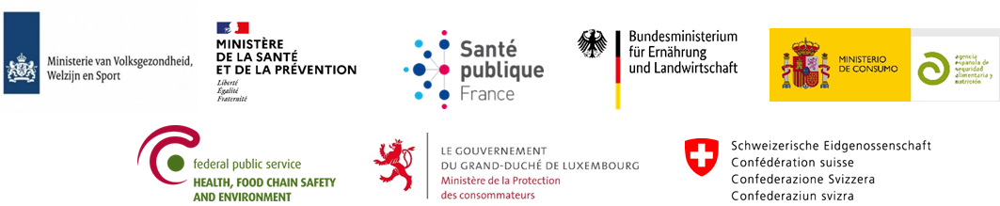 Ministerie van Volksgezondheid,
Welzijn en Sport
MINISTÈRE
DE LA SANTÉ
ET DE LA PRÉVENTION
Liberté
Égalité
Fraternité
Santé
publique
France
Bundesministerium
für Ernährung
und Landwirtschaft
MINISTERIO
DE CONSUMO
agencia
española de
seguridad
alimentaria y
nutrición
federal public service
HEALTH, FOOD CHAIN SAFETY
AND ENVIRONMENT
LE GOUVERNEMENT
DU GRAND-DUCHÉ DE LUXEMBOURG
Ministère de la Protection
des consommateurs
Schweizerische Eidgenossenschaft
Confédération suisse
Confederazione Svizzera
Confederaziun svizra